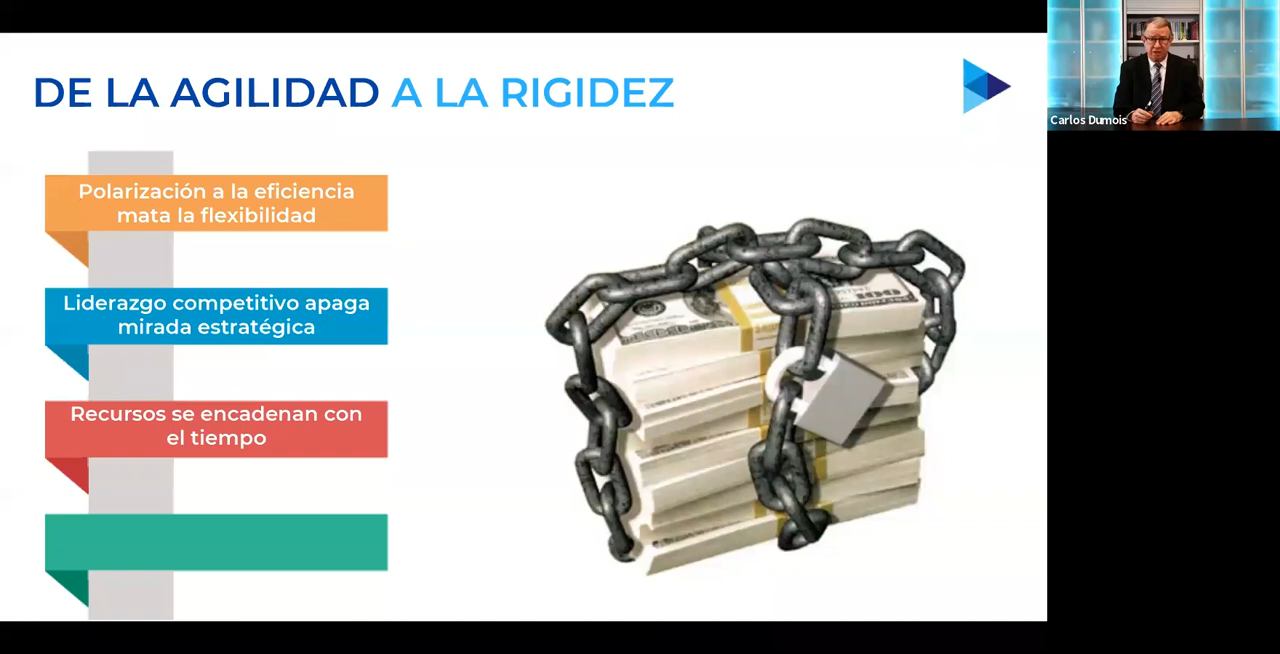 DE LA AGILIDAD A LA RIGIDEZ
Carlos Dumois
Polarización a la eficiencia
mata la flexibilidad
Liderazgo competitivo apaga
mirada estratégica
Recursos se encadenan con
el tiempo
100